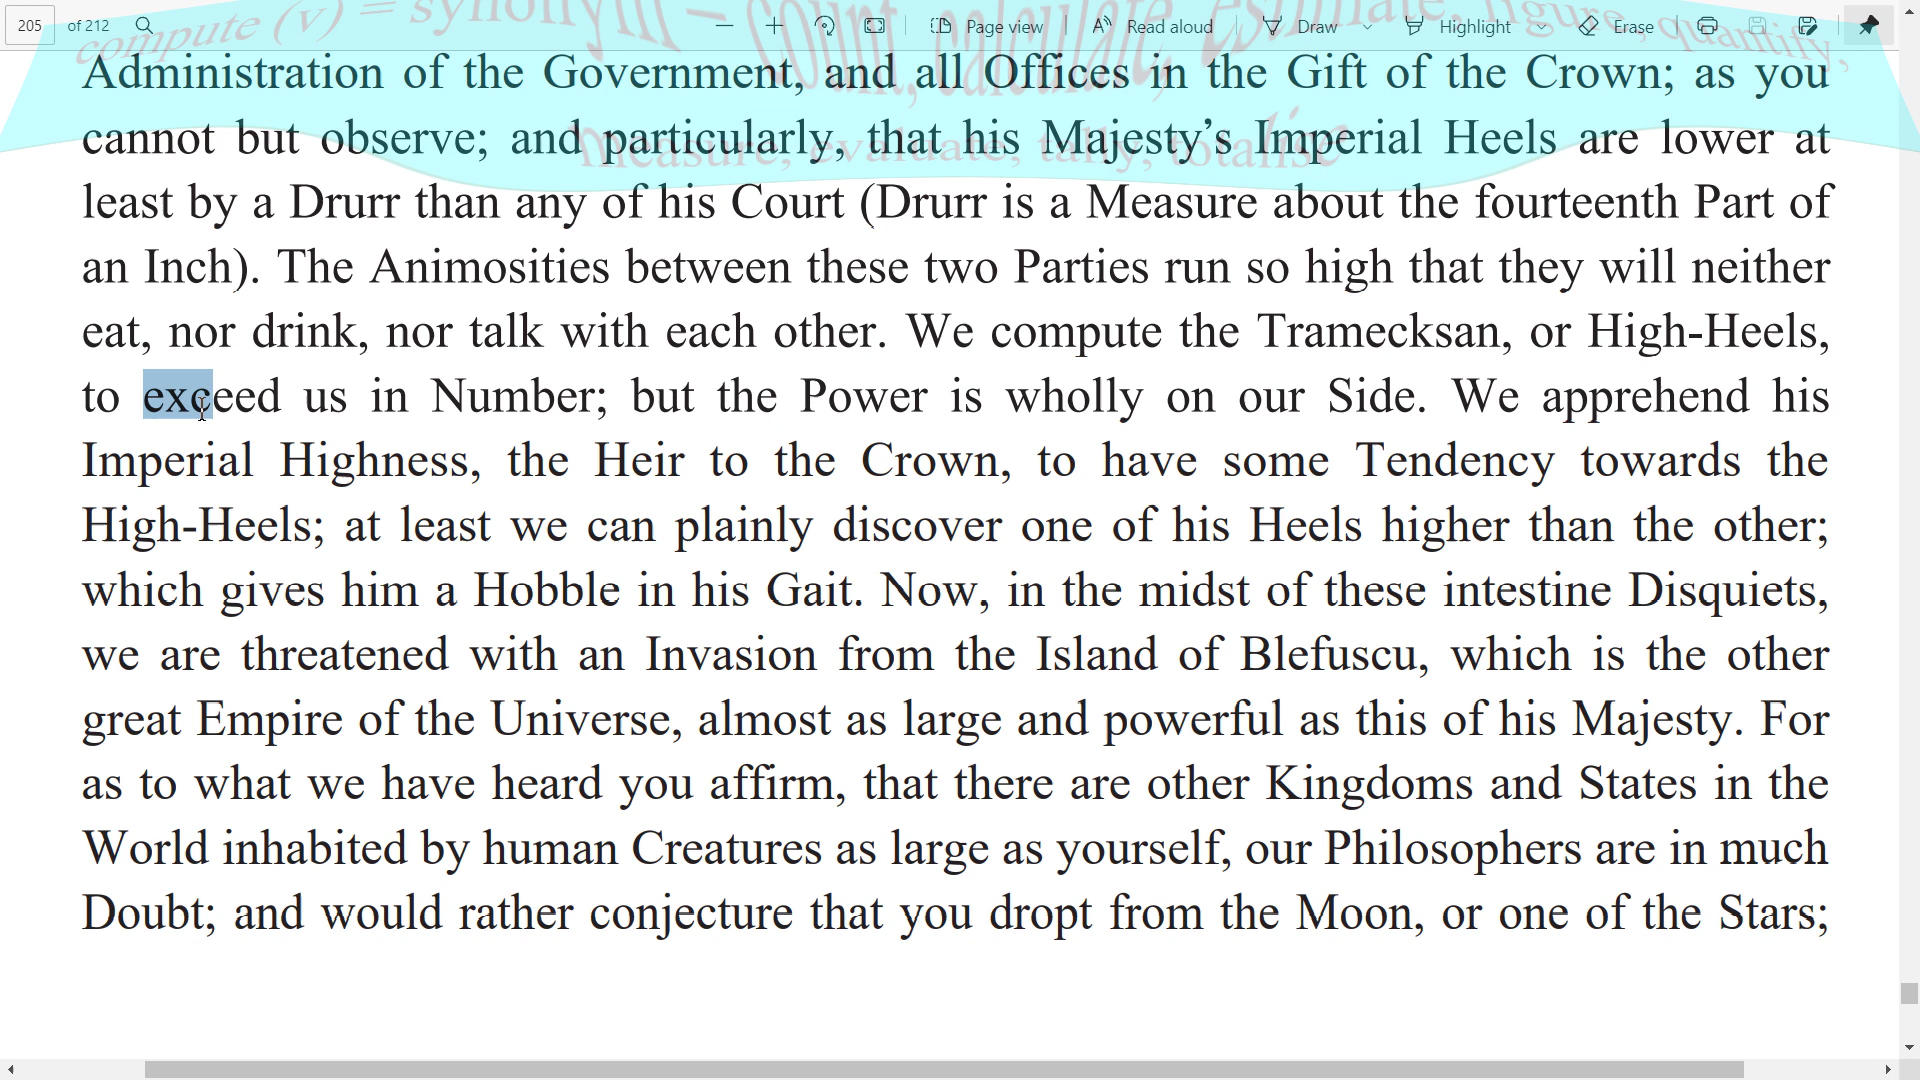 compute (v) = synonym – count, calculate, estimate, figure, quantify,
measure, evaluate, tally, totalise
205 of 212 Page view Read aloud Draw Highlight Erase
Administration of the Government, and all Offices in the Gift of the Crown; as you
cannot but observe; and particularly, that his Majesty’s Imperial Heels are lower at
least by a Drurr than any of his Court (Drurr is a Measure about the fourteenth Part of
an Inch). The Animosities between these two Parties run so high that they will neither
eat, nor drink, nor talk with each other. We compute the Tramecksan, or High-Heels,
to exceed us in Number; but the Power is wholly on our Side. We apprehend his
Imperial Highness, the Heir to the Crown, to have some Tendency towards the
High-Heels; at least we can plainly discover one of his Heels higher than the other;
which gives him a Hobble in his Gait. Now, in the midst of these intestine Disquiets,
we are threatened with an Invasion from the Island of Blefuscu, which is the other
great Empire of the Universe, almost as large and powerful as this of his Majesty. For
as to what we have heard you affirm, that there are other Kingdoms and States in the
World inhabited by human Creatures as large as yourself, our Philosophers are in much
Doubt; and would rather conjecture that you dropt from the Moon, or one of the Stars;